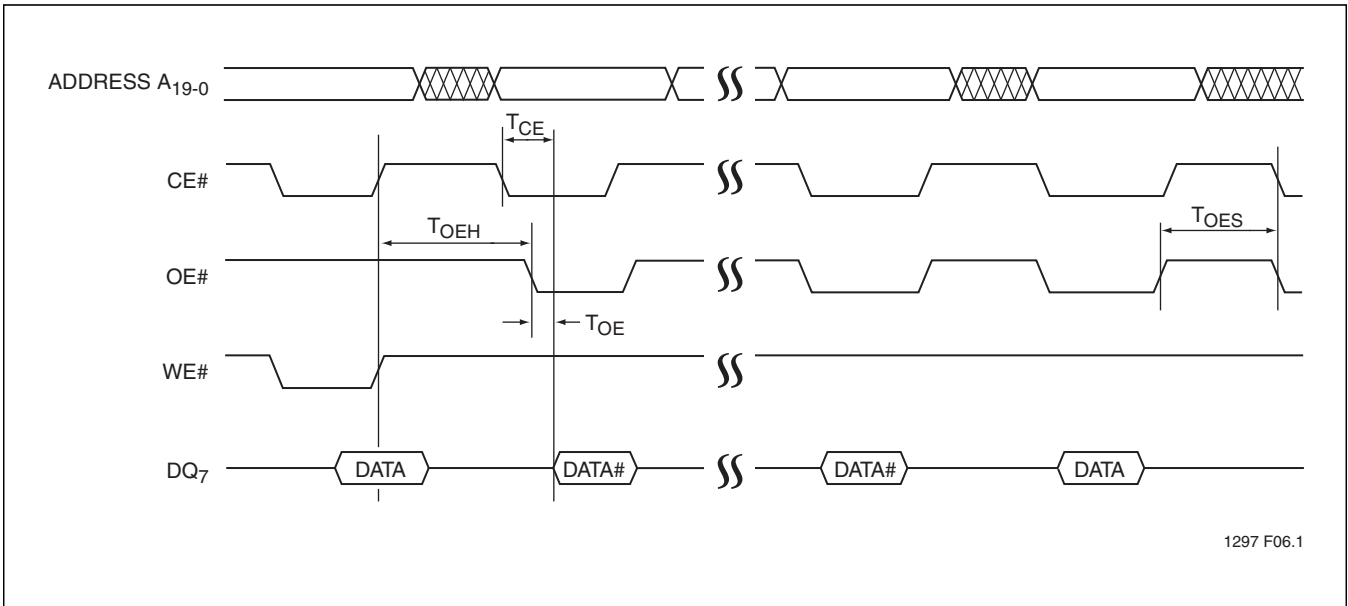 ADDRESS A19-0
TCE
CE#
TOEH
TOES
OE#
TOE
WE#
DQ7
DATA
DATA#
DATA#
DATA
1297 F06.1